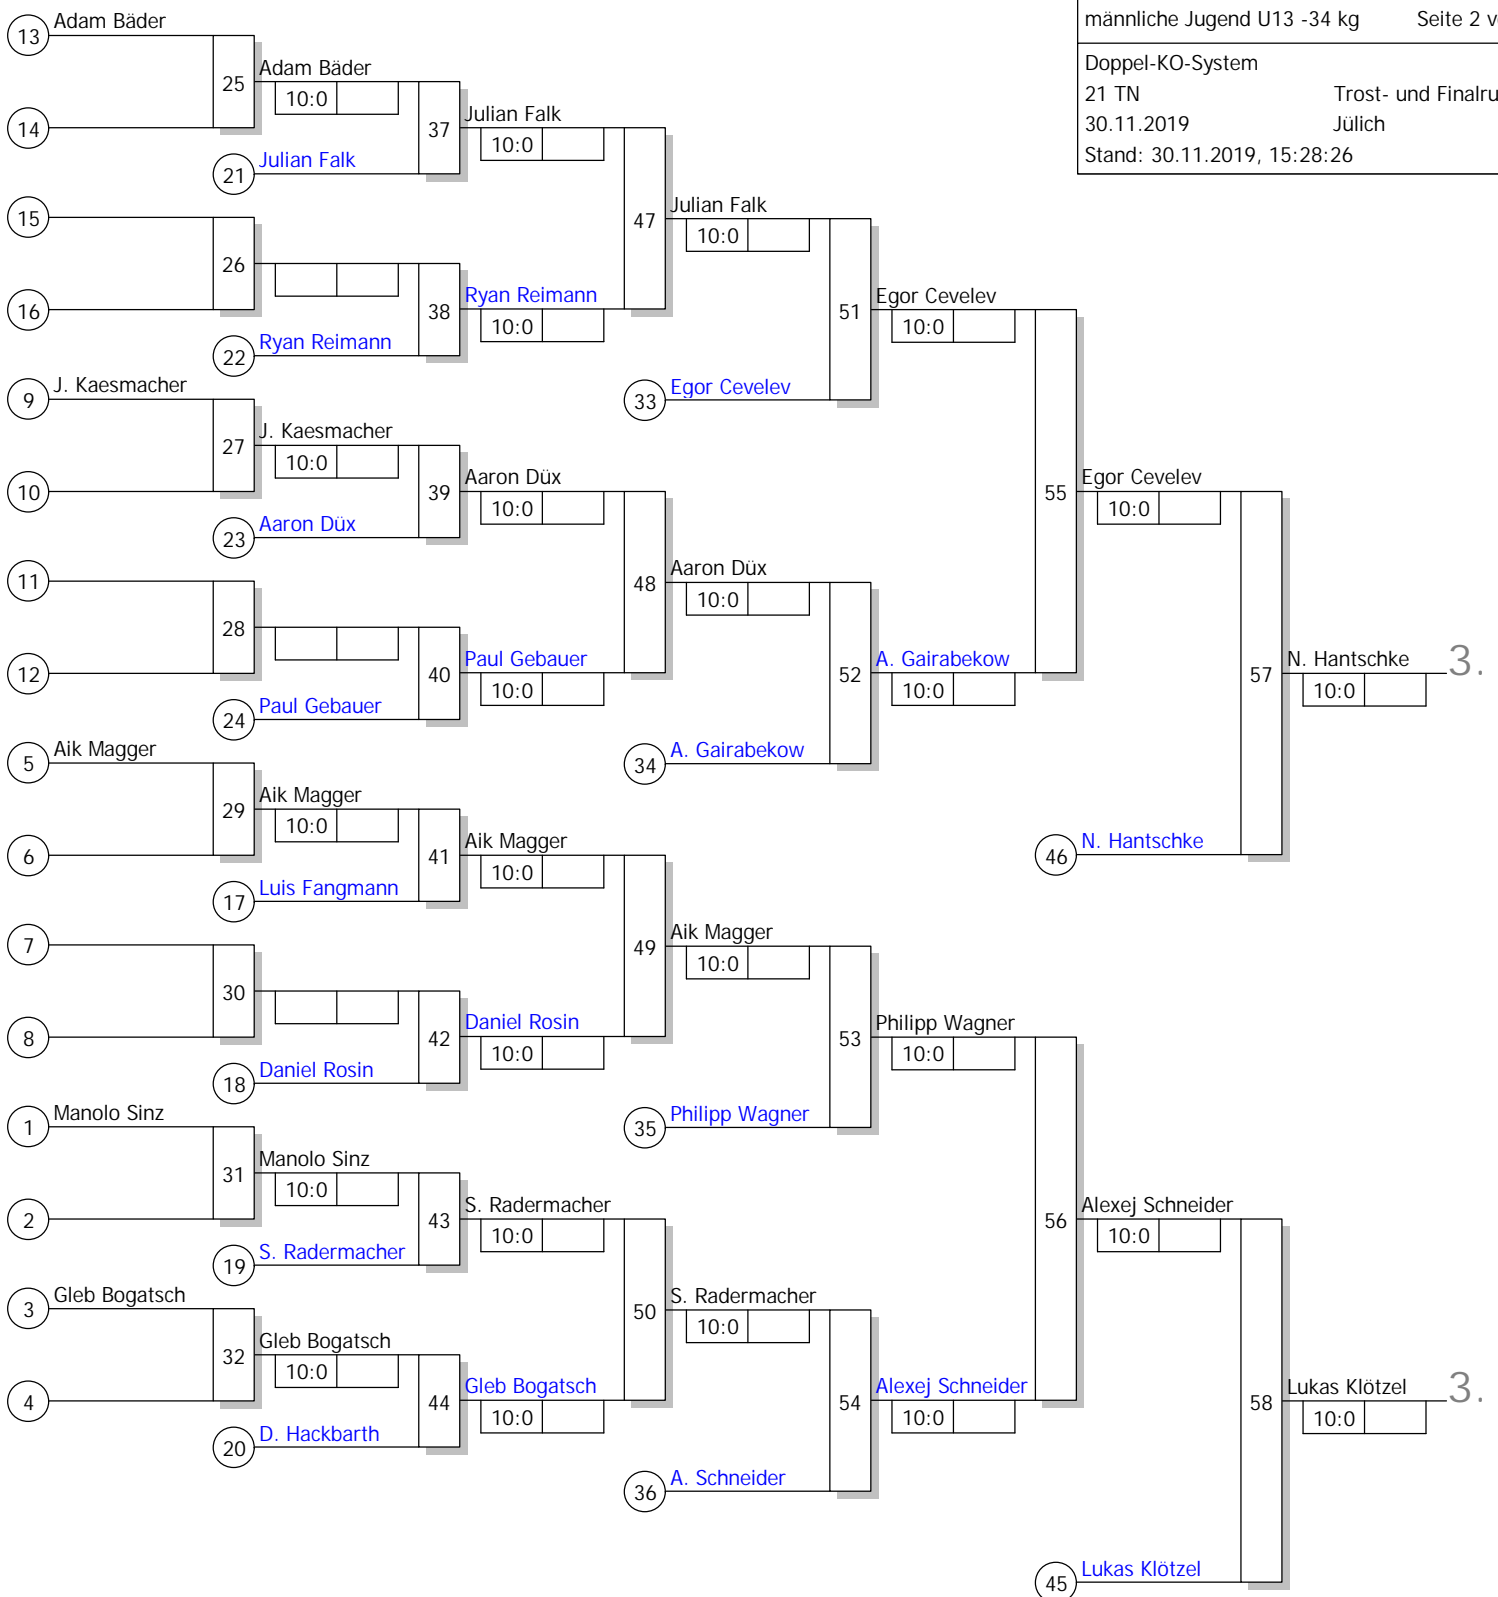 männliche Jugend U13 -34 kg Seite 2
Doppel-KO-System
21 TN Trost- und
30.11.2019 Jülich
Stand: 30.11.2019, 15:28:26
13 Adam Bäder
25 Adam Bäder
10:0
14
37 Julian Falk
10:0
21 Julian Falk
15
47 Julian Falk
10:0
26
16
38 Ryan Reimann
10:0
22 Ryan Reimann
51 Egor Cevelev
10:0
33 Egor Cevelev
9 J. Kaesmacher
27 J. Kaesmacher
10:0
10
39 Aaron Düx
10:0
23 Aaron Düx
55 Egor Cevelev
10:0
11
48 Aaron Düx
10:0
28
12
40 Paul Gebauer
10:0
24 Paul Gebauer
52 A. Gairabekow
10:0
34 A. Gairabekow
57 N. Hantschke 3.
10:0
46 N. Hantschke
5 Aik Magger
29 Aik Magger
10:0
6
41 Aik Magger
10:0
17 Luis Fangmann
7
49 Aik Magger
10:0
30
8
42 Daniel Rosin
10:0
18 Daniel Rosin
53 Philipp Wagner
10:0
35 Philipp Wagner
1 Manolo Sinz
31 Manolo Sinz
10:0
2
43 S. Radermacher
10:0
19 S. Radermacher
56 Alexej Schneider
10:0
3 Gleb Bogatsch
50 S. Radermacher
10:0
32 Gleb Bogatsch
10:0
4
44 Gleb Bogatsch
10:0
20 D. Hackbarth
54 Alexej Schneider
10:0
36 A. Schneider
58 Lukas Klötzel 3.
10:0
45 Lukas Klötzel